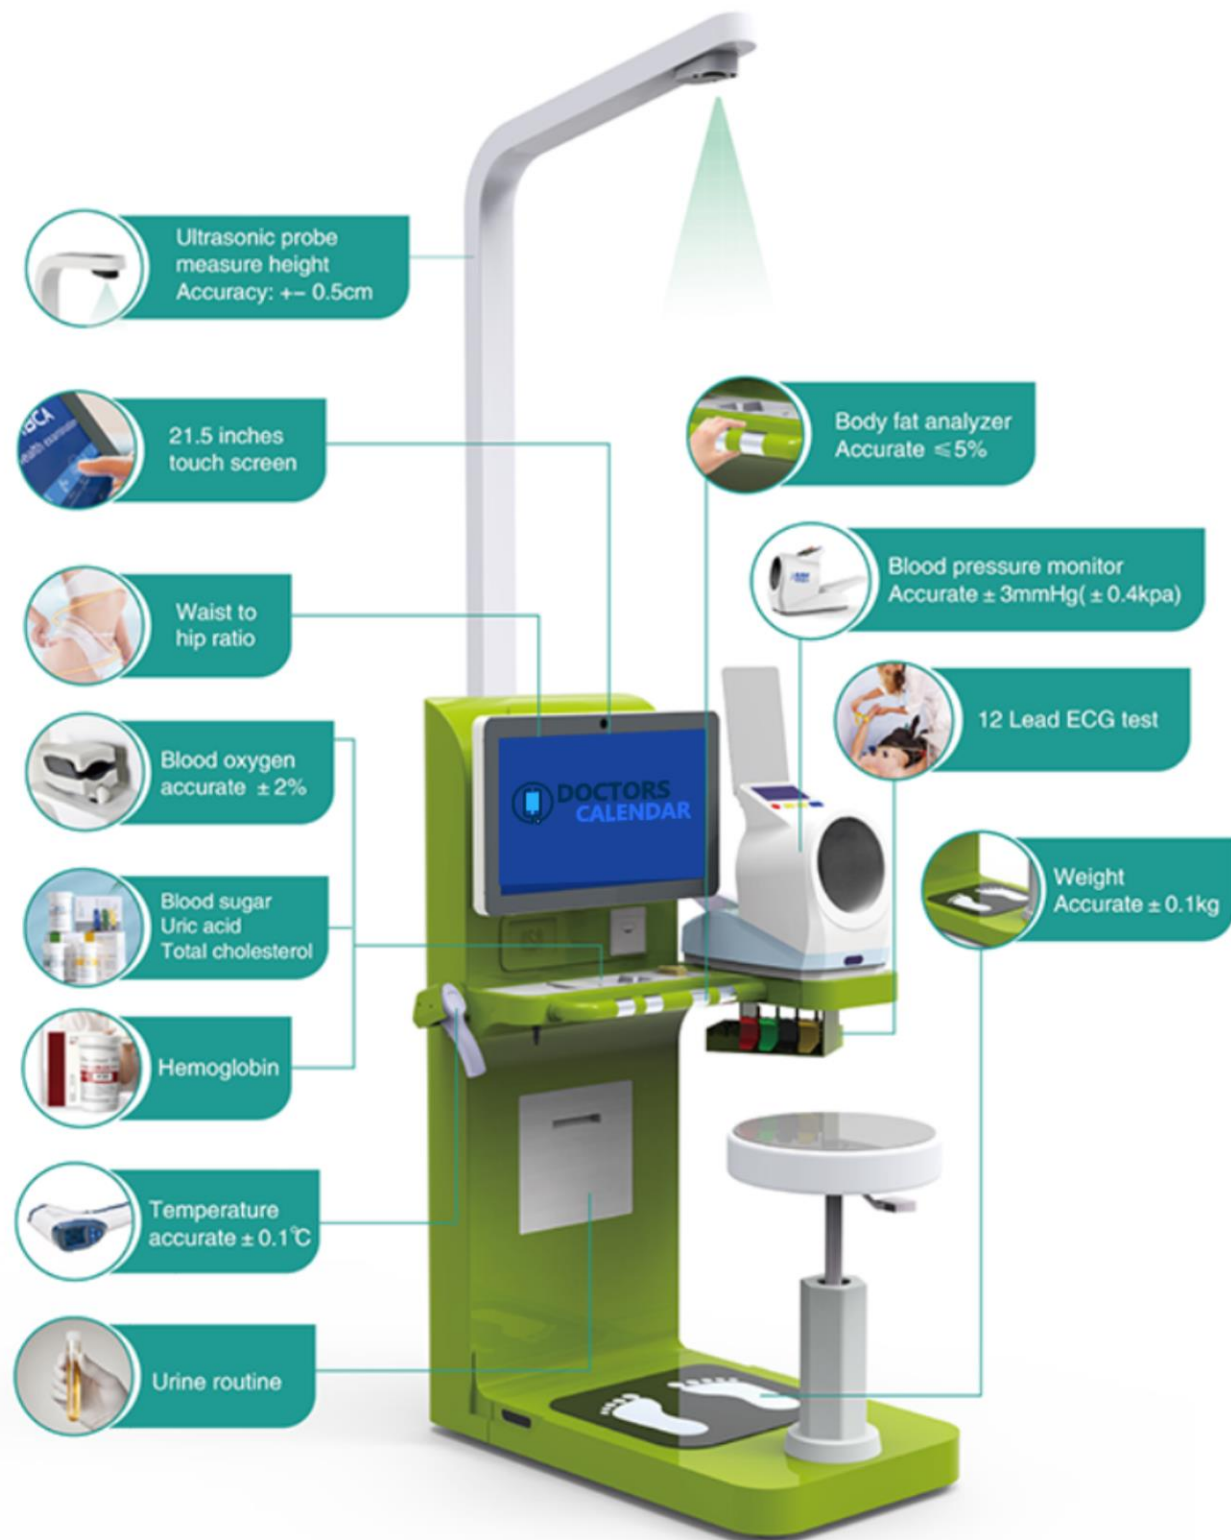 Ultrasonic probe
measure height
Accuracy: +− 0.5cm
21.5 inches
touch screen
Waist to
hip ratio
Blood oxygen
accurate ±2%
Blood sugar
Uric acid
Total cholesterol
Hemoglobin
Temperature
accurate ±0.1℃
Urine routine
Body fat analyzer
Accurate ≤5%
Blood pressure monitor
Accurate ±3mmHg(±0.4kpa)
12 Lead ECG test
Weight
Accurate ±0.1kg
DOCTORS
CALENDAR